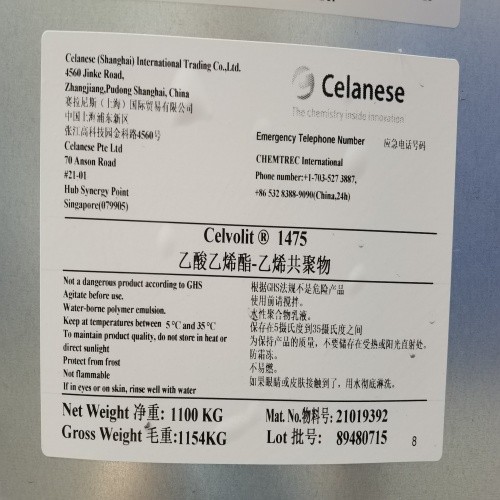 Celanese (Shanghai) International Trading Co.,Ltd.
4560 Jinke Road,
Zhangjiang,Pudong Shanghai, China
赛拉尼斯（上海）国际贸易有限公司
中国上海浦东新区
张江高科技园金科路4560号
Celanese Pte Ltd
70 Anson Road
#21-01
Hub Synergy Point
Singapore(079905)
Celanese
The chemistry inside innovation
Emergency Telephone Number 应急电话号码
CHEMTREC International
Phone number:+1-703-527 3887,
+86 532 8388-9090(China,24h)
Celvolit ® 1475
乙酸乙烯酯-乙烯共聚物
Not a dangerous product according to GHS
Agitate before use.
Water-borne polymer emulsion.
Keep at temperatures between 5 °C and 35 °C
To maintain product quality, do not store in heat or
direct sunlight
Protect from frost
Not flammable
If in eyes or on skin, rinse well with water
根据GHS法规不是危险产品
使用前请搅拌。
水性聚合物乳液。
保存在5摄氏度到35摄氏度之间
为保持产品的质量，不要储存在受热或阳光直射处。
防霜冻。
不易燃。
如果眼睛或皮肤接触到了，用水彻底淋洗。
Net Weight 净重: 1100 KG
Gross Weight 毛重:1154KG
Mat. No.物料号: 21019392
Lot 批号: 89480715
8